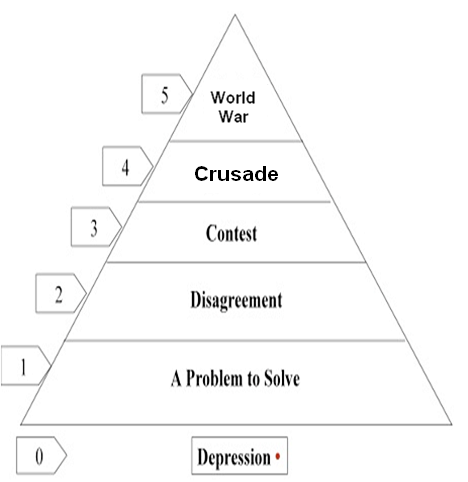 5
World
War
4
Crusade
3
Contest
2
Disagreement
1
A Problem to Solve
0
Depression •